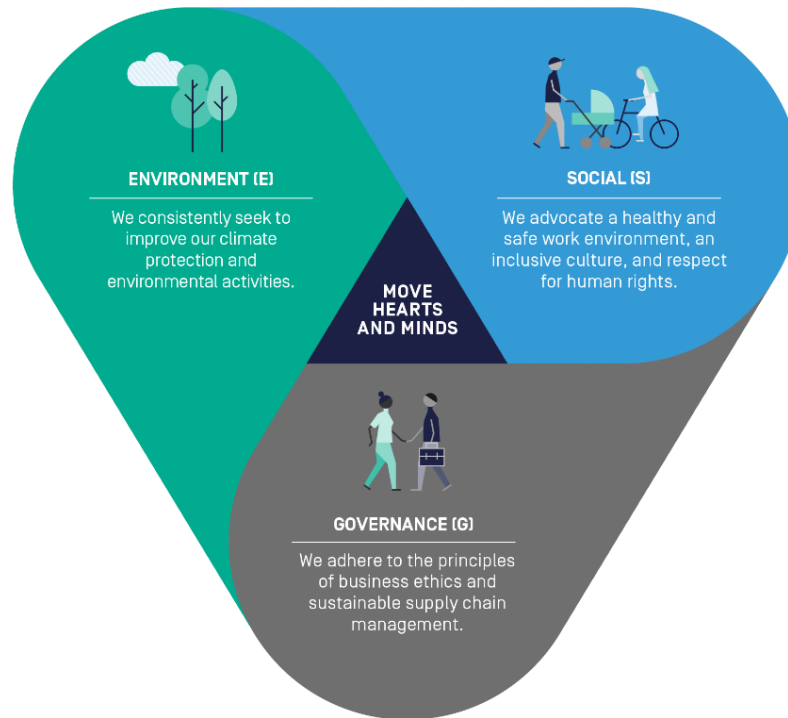 ENVIRONMENT (E)
We consistently seek to
improve our climate
protection and
environmental activities.
SOCIAL (S)
We advocate a healthy and
safe work environment, an
inclusive culture, and respect
for human rights.
MOVE
HEARTS
AND MINDS
GOVERNANCE (G)
We adhere to the principles
of business ethics and
sustainable supply chain
management.